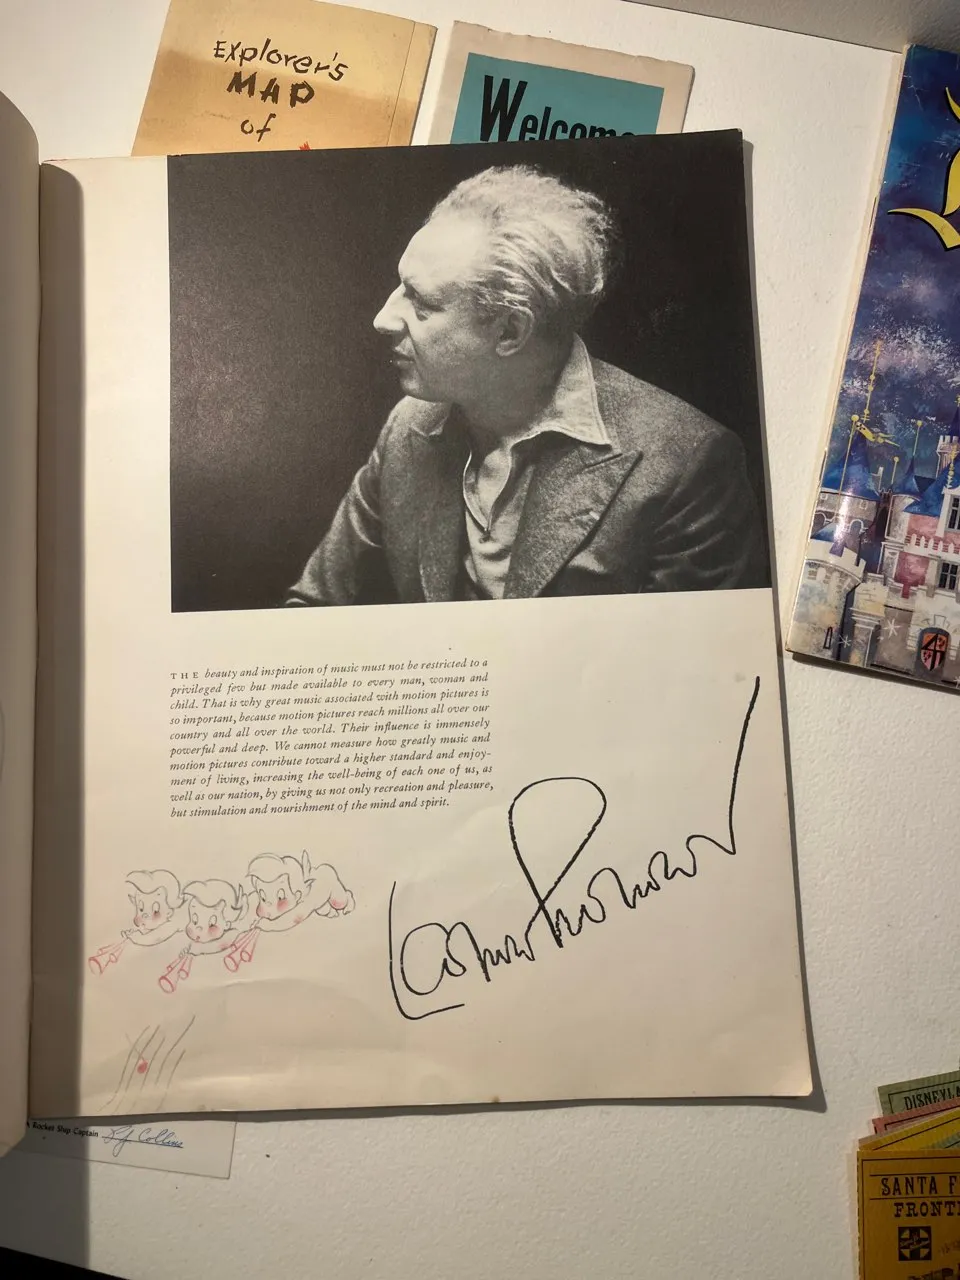 EXplorer's
MAP
of
Welcome
THE beauty and inspiration of music must not be restricted to a
privileged few but made available to every man, woman and
child. That is why great music associated with motion pictures is
so important, because motion pictures reach millions all over our
country and all over the world. Their influence is immensely
powerful and deep. We cannot measure how greatly music and
motion pictures contribute toward a higher standard and enjoy-
ment of living, increasing the well-being of each one of us, as
well as our nation, by giving us not only recreation and pleasure,
but stimulation and nourishment of the mind and spirit.
Rocket Ship Captain
Collins
SANTA F
FRONT